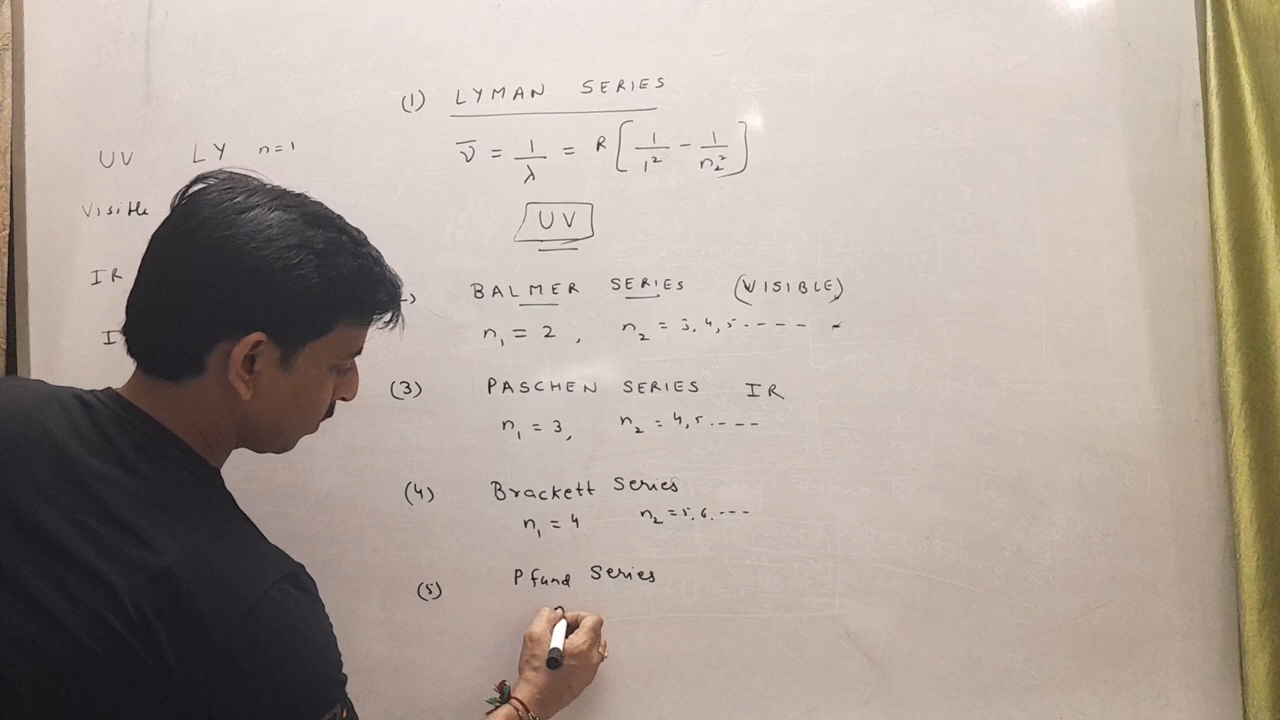 (1) LYMAN SERIES
ν̄ = 1/λ = R[1/1² - 1/n₂²]
UV
UV LY n=1
Visible
IR
I
BALMER SERIES (VISIBLE)
n₁ = 2, n₂ = 3, 4, 5 - - - -
(3) PASCHEN SERIES IR
n₁ = 3, n₂ = 4, 5 - - - -
(4) Brackett Series
n₁ = 4 n₂ = 5, 6, - - - -
(5) Pfund Series